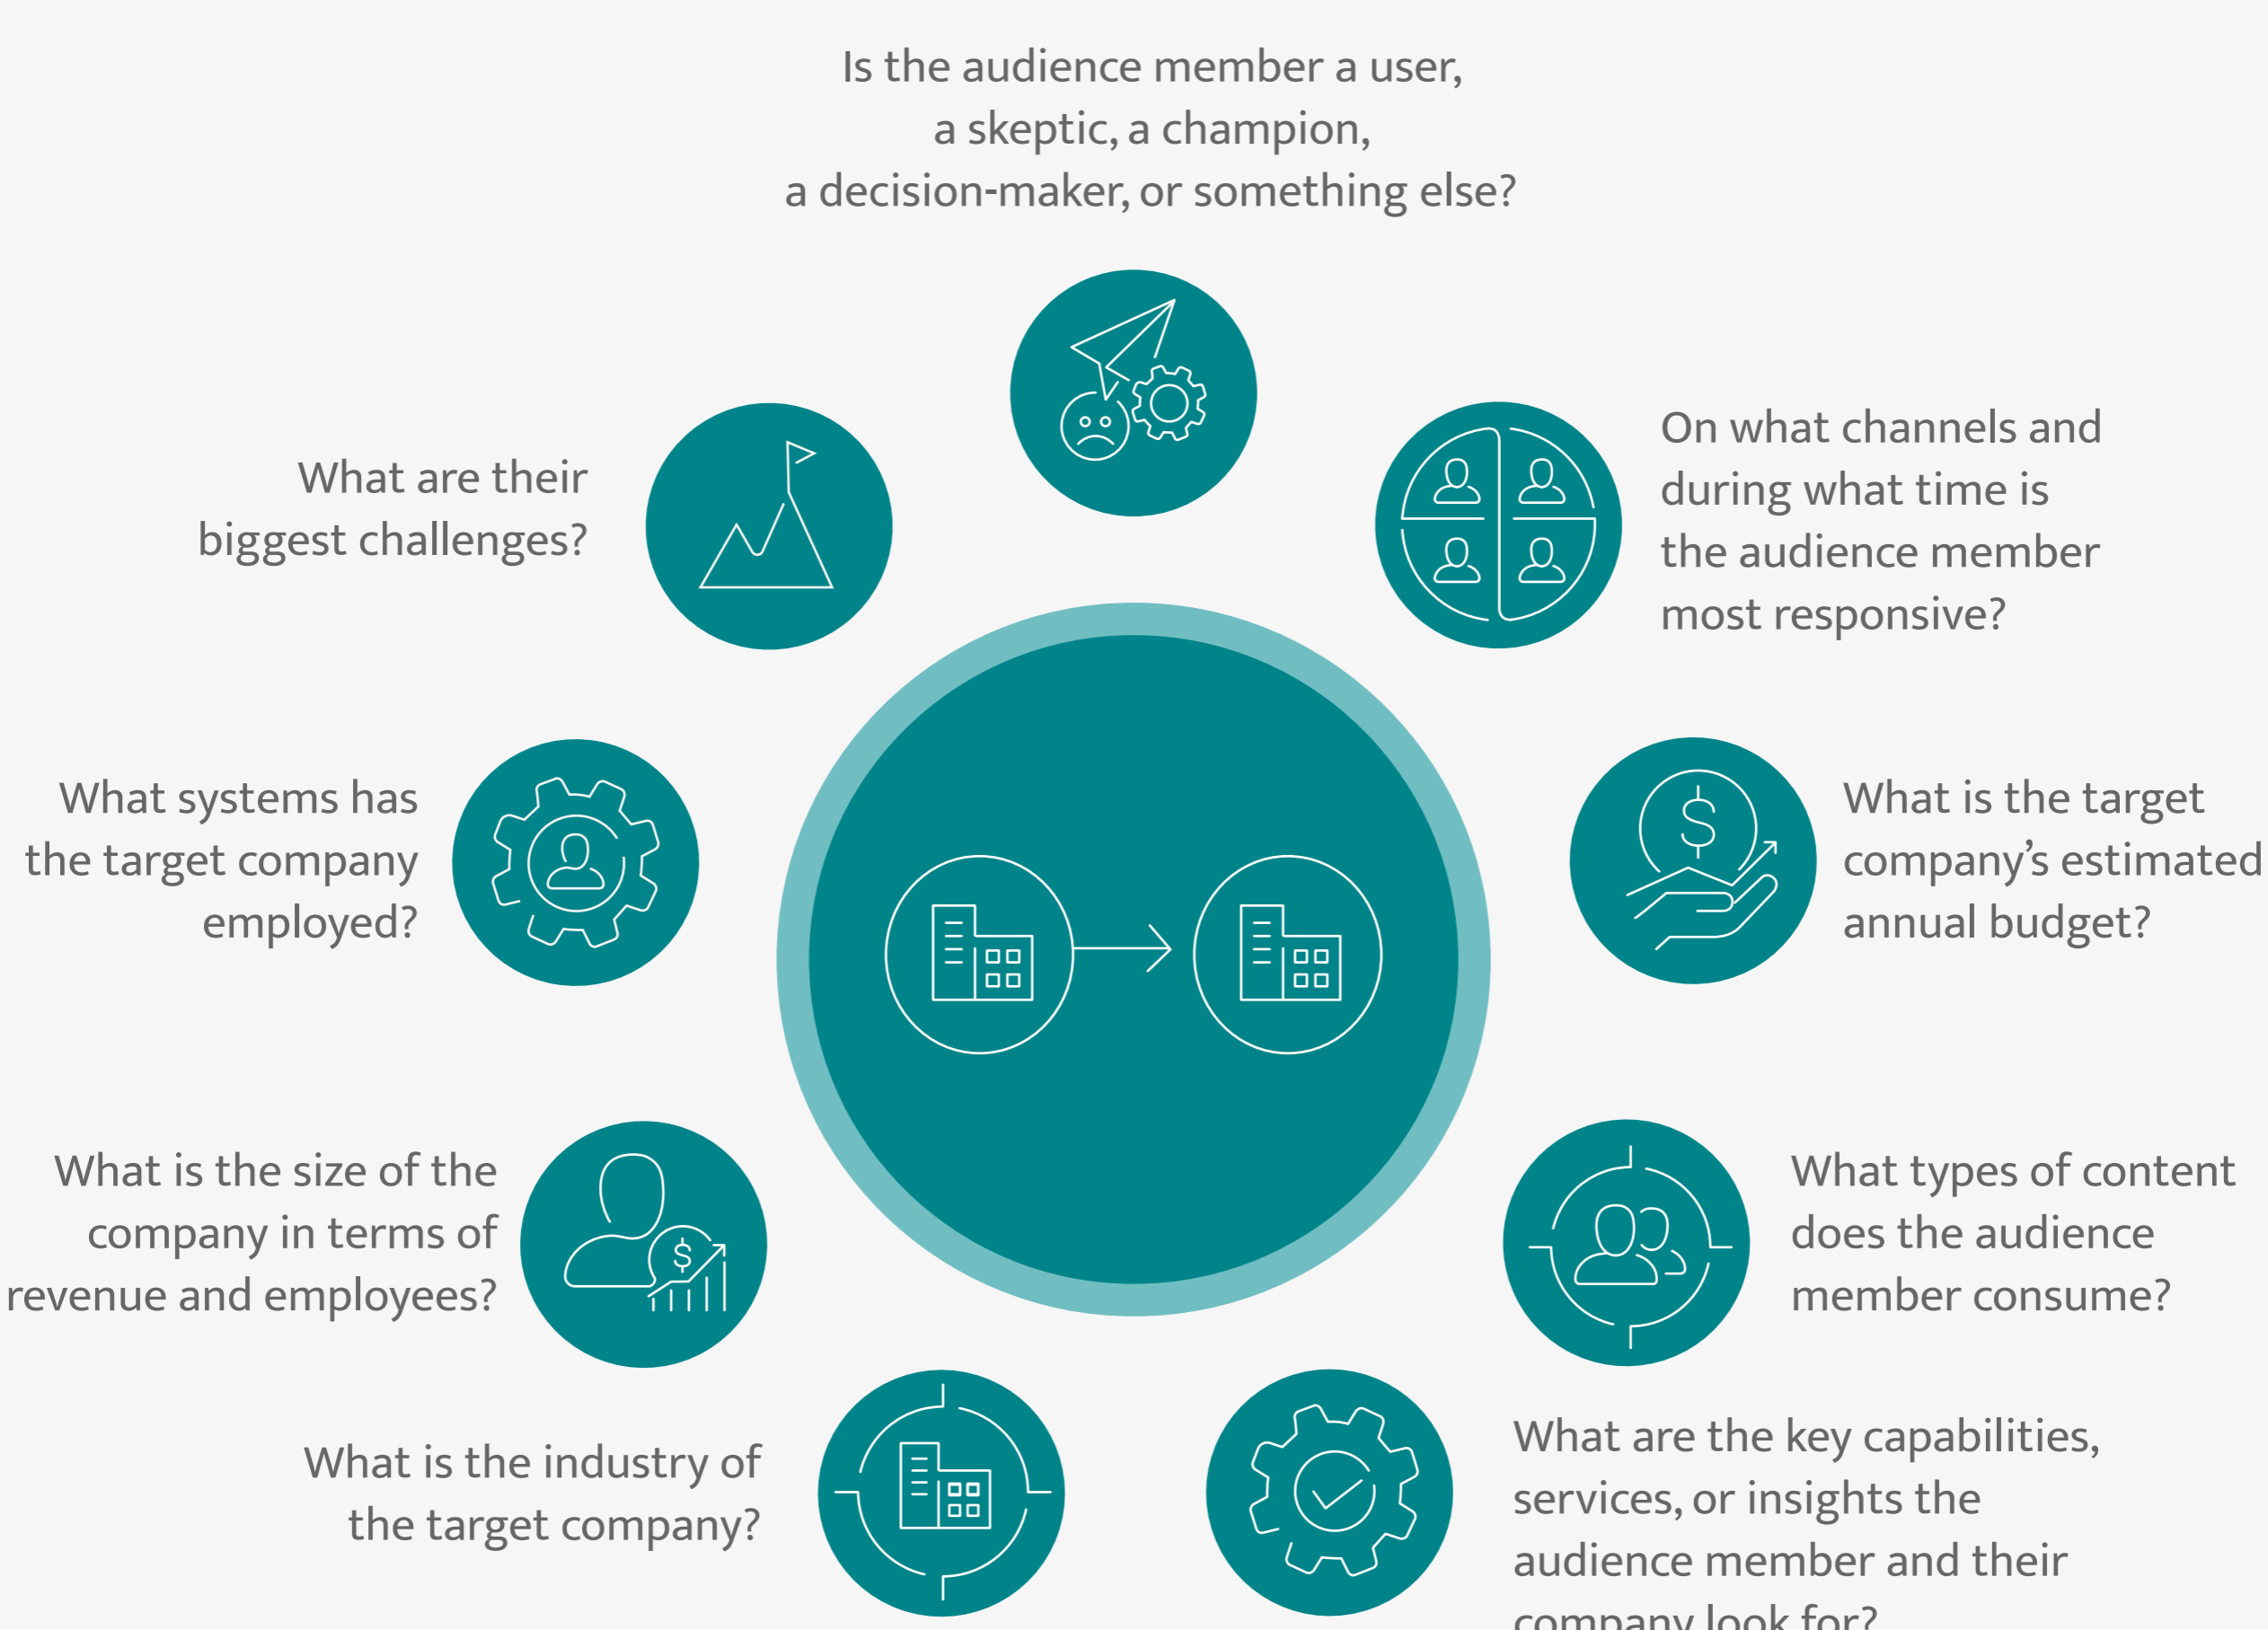 Is the audience member a user,
a skeptic, a champion,
a decision-maker, or something else?
What are their
biggest challenges?
On what channels and
during what time is
the audience member
most responsive?
What systems has
the target company
employed?
What is the target
company’s estimated
annual budget?
What is the size of the
company in terms of
revenue and employees?
What types of content
does the audience
member consume?
What is the industry of
the target company?
What are the key capabilities,
services, or insights the
audience member and their
company look for?